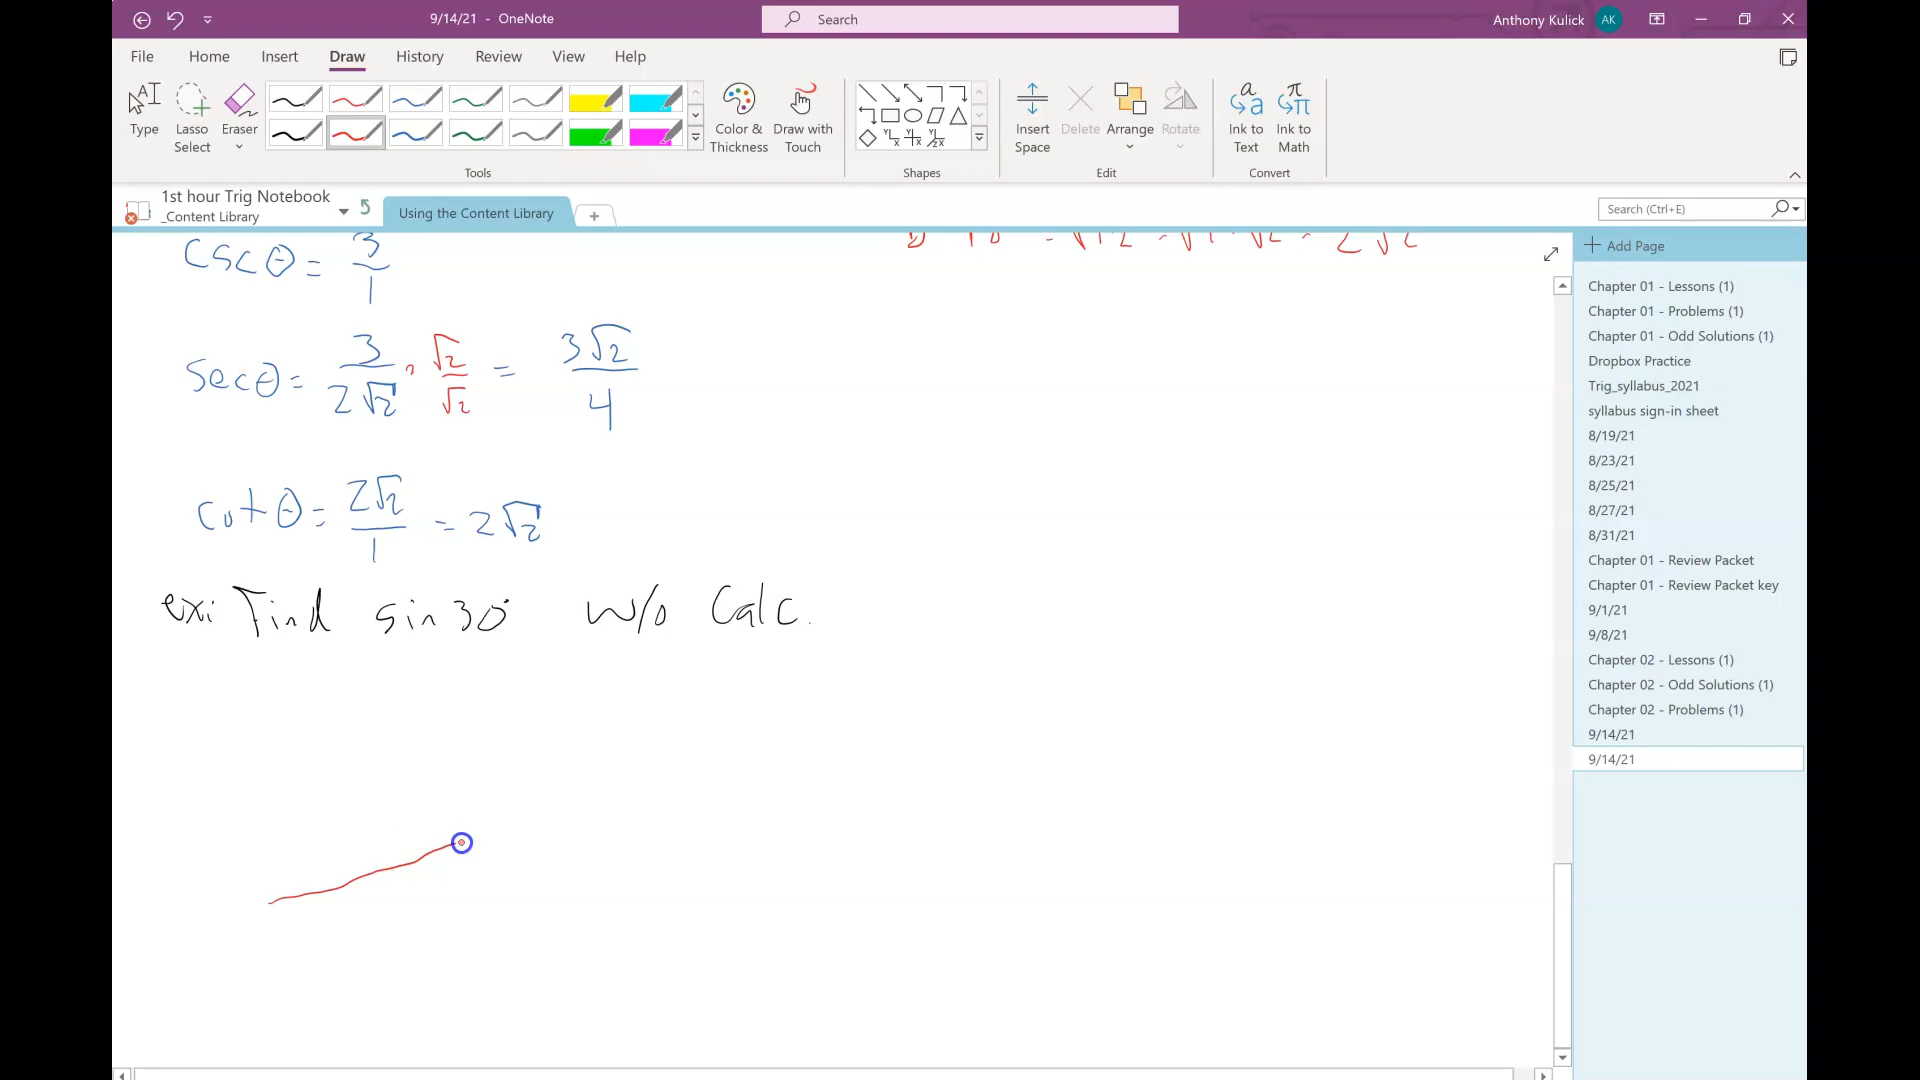 9/14/21 - OneNote
Search
Anthony Kulick AK
File Home Insert Draw History Review View Help
Type
Lasso Select
Eraser
Color & Thickness
Draw with Touch
Insert Space
Delete
Arrange
Rotate
Ink to Text
Ink to Math
Tools Shapes Edit Convert
1st hour Trig Notebook
_Content Library
Using the Content Library
Search (Ctrl+E)
Add Page
Chapter 01 - Lessons (1)
Chapter 01 - Problems (1)
Chapter 01 - Odd Solutions (1)
Dropbox Practice
Trig_syllabus_2021
syllabus sign-in sheet
8/19/21
8/23/21
8/25/21
8/27/21
8/31/21
Chapter 01 - Review Packet
Chapter 01 - Review Packet key
9/1/21
9/8/21
Chapter 02 - Lessons (1)
Chapter 02 - Odd Solutions (1)
Chapter 02 - Problems (1)
9/14/21
9/14/21
csc θ = 3/1
sec θ = 3/2√2 · √2/√2 = 3√2/4
cot θ = 2√2/1 = 2√2
ex: Find sin 30° w/o Calc.